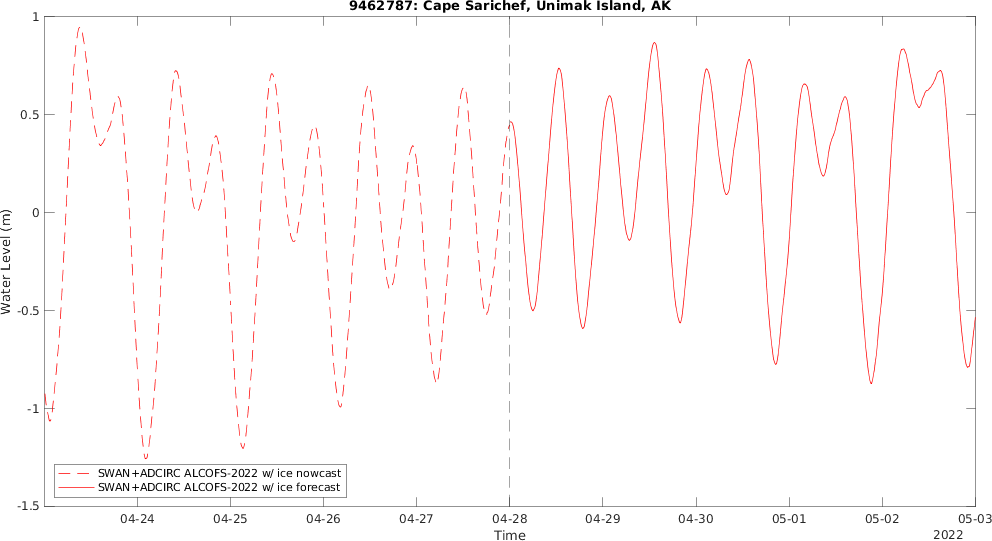 9462787: Cape Sarichef, Unimak Island, AK
Water Level (m)
1
0.5
0
-0.5
-1
-1.5
SWAN+ADCIRC ALCOFS-2022 w/ ice nowcast
SWAN+ADCIRC ALCOFS-2022 w/ ice forecast
04-24 04-25 04-26 04-27 04-28 04-29 04-30 05-01 05-02 05-03
Time
2022